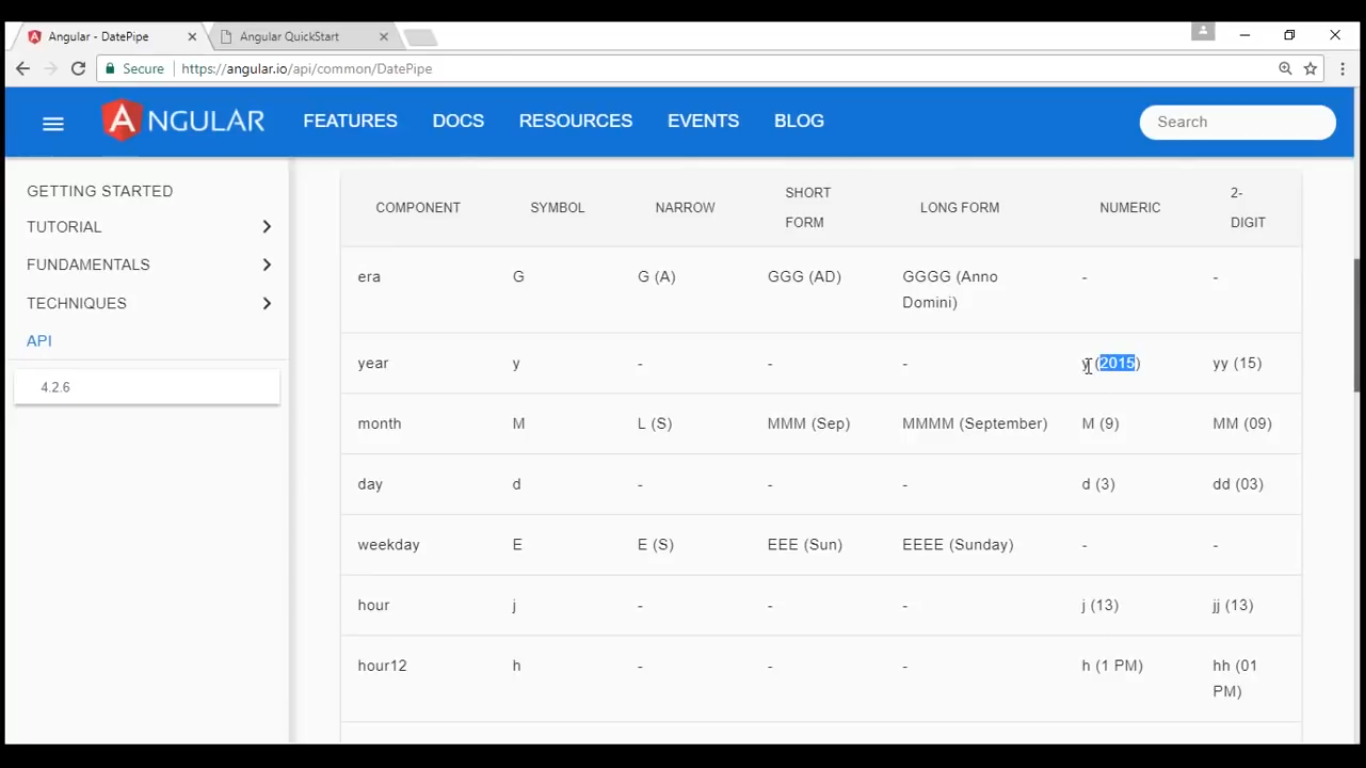 Angular - DatePipe
Angular QuickStart
Secure https://angular.io/api/common/DatePipe
ANGULAR FEATURES DOCS RESOURCES EVENTS BLOG Search
GETTING STARTED
TUTORIAL
FUNDAMENTALS
TECHNIQUES
API
4.2.6
COMPONENT SYMBOL NARROW SHORT FORM LONG FORM NUMERIC 2-DIGIT
era G G (A) GGG (AD) GGGG (Anno Domini) - -
year y - - - y (2015) yy (15)
month M L (S) MMM (Sep) MMMM (September) M (9) MM (09)
day d - - - d (3) dd (03)
weekday E E (S) EEE (Sun) EEEE (Sunday) - -
hour j - - - j (13) jj (13)
hour12 h - - - h (1 PM) hh (01 PM)